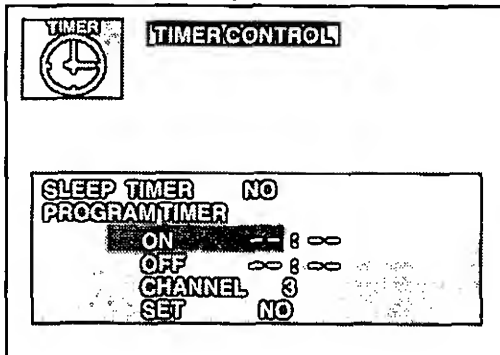 TIMER
TIMER CONTROL
SLEEP TIMER NO
PROGRAM TIMER
ON --:--
OFF --:--
CHANNEL 3
SET NO